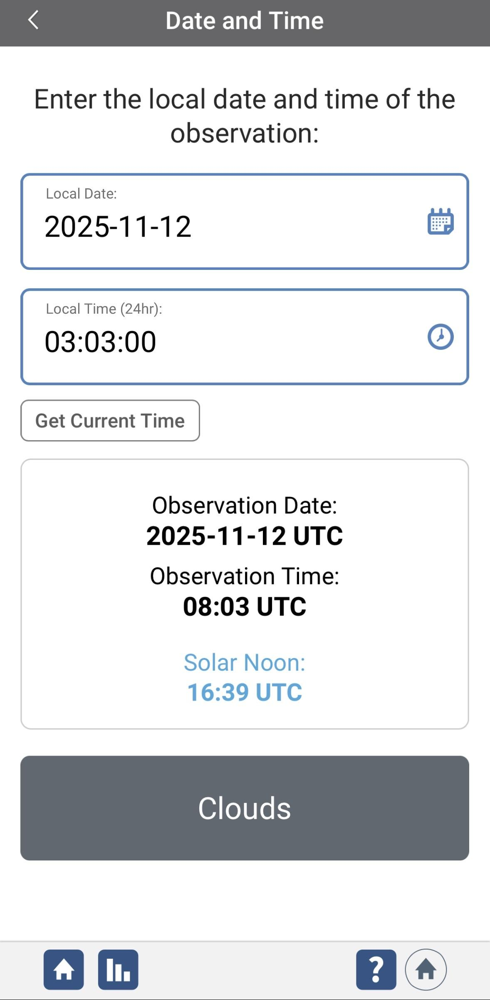 Date and Time
Enter the local date and time of the
observation:
Local Date:
2025-11-12
Local Time (24hr):
03:03:00
Get Current Time
Observation Date:
2025-11-12 UTC
Observation Time:
08:03 UTC
Solar Noon:
16:39 UTC
Clouds
?